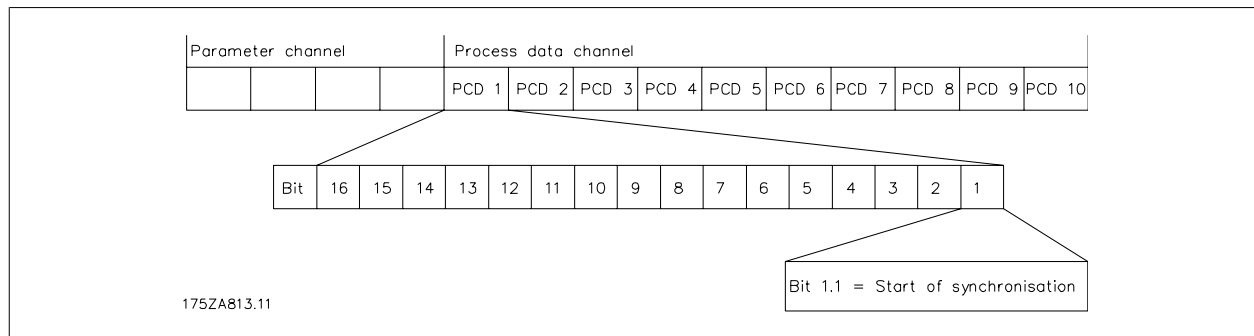 Parameter channel Process data channel
PCD 1 PCD 2 PCD 3 PCD 4 PCD 5 PCD 6 PCD 7 PCD 8 PCD 9 PCD 10
Bit 16 15 14 13 12 11 10 9 8 7 6 5 4 3 2 1
Bit 1.1 = Start of synchronisation
175ZA813.11